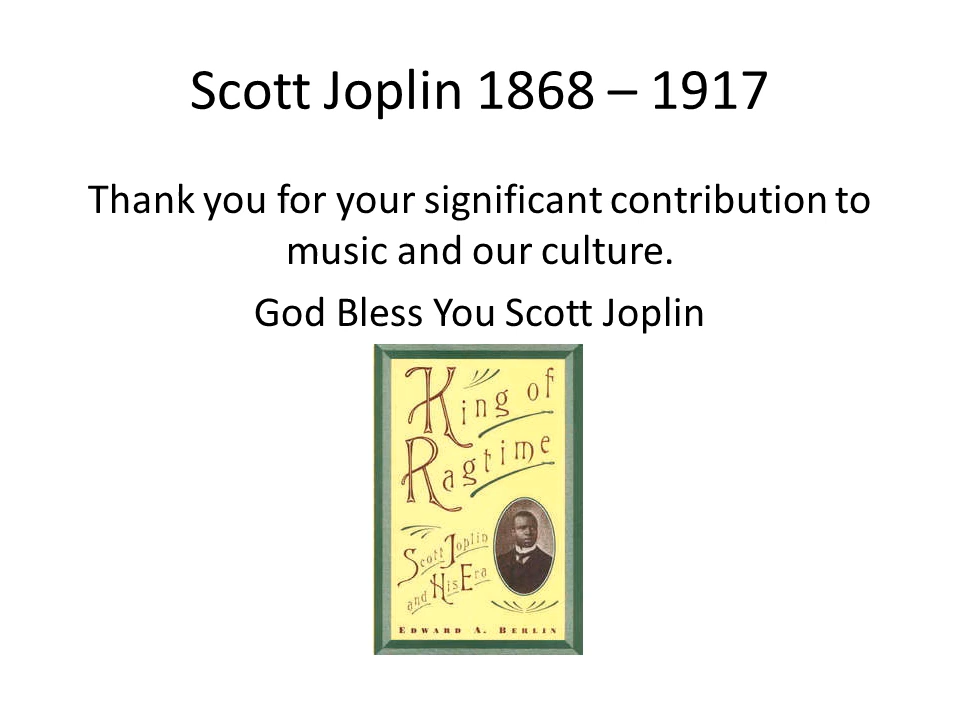 Scott Joplin 1868 – 1917
Thank you for your significant contribution to
music and our culture.
God Bless You Scott Joplin
King of
Ragtime
Scott Joplin
and His Era
EDWARD A. BERLIN